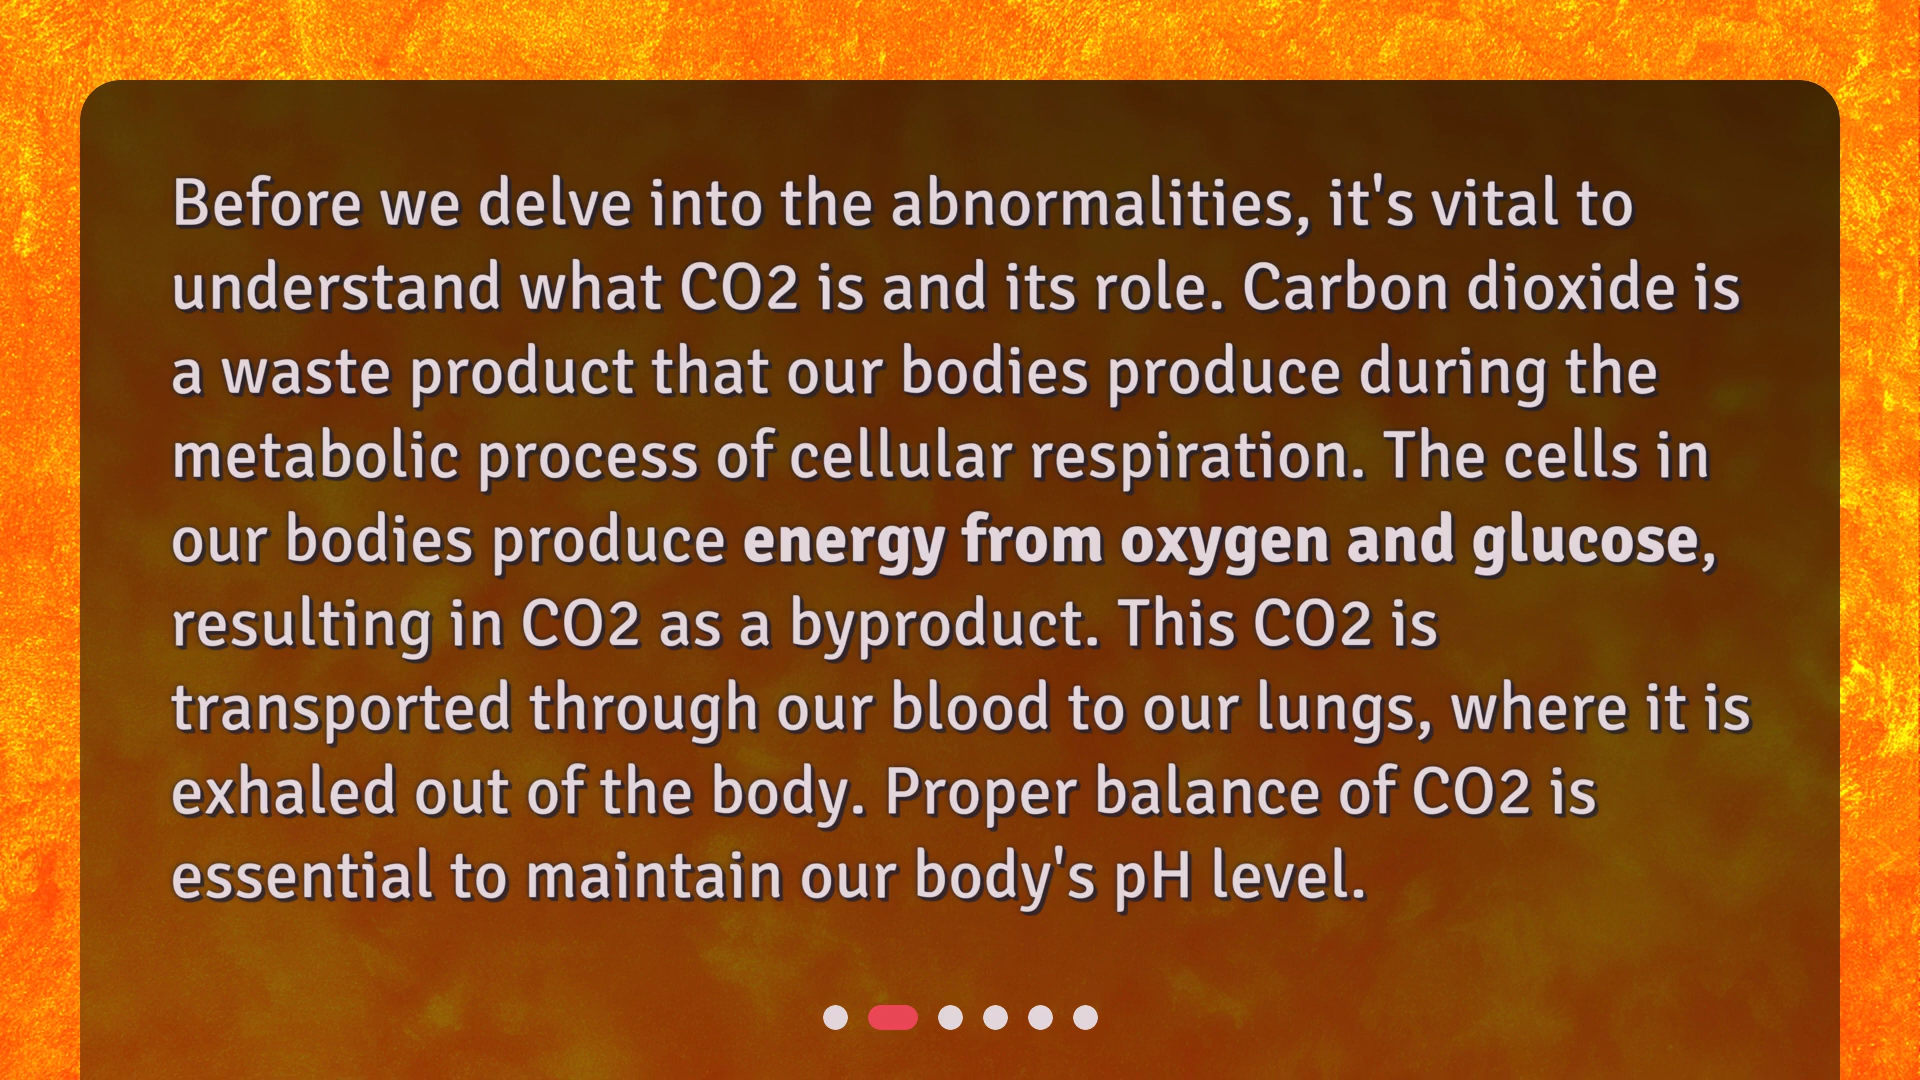 Before we delve into the abnormalities, it's vital to
understand what CO2 is and its role. Carbon dioxide is
a waste product that our bodies produce during the
metabolic process of cellular respiration. The cells in
our bodies produce energy from oxygen and glucose,
resulting in CO2 as a byproduct. This CO2 is
transported through our blood to our lungs, where it is
exhaled out of the body. Proper balance of CO2 is
essential to maintain our body's pH level.